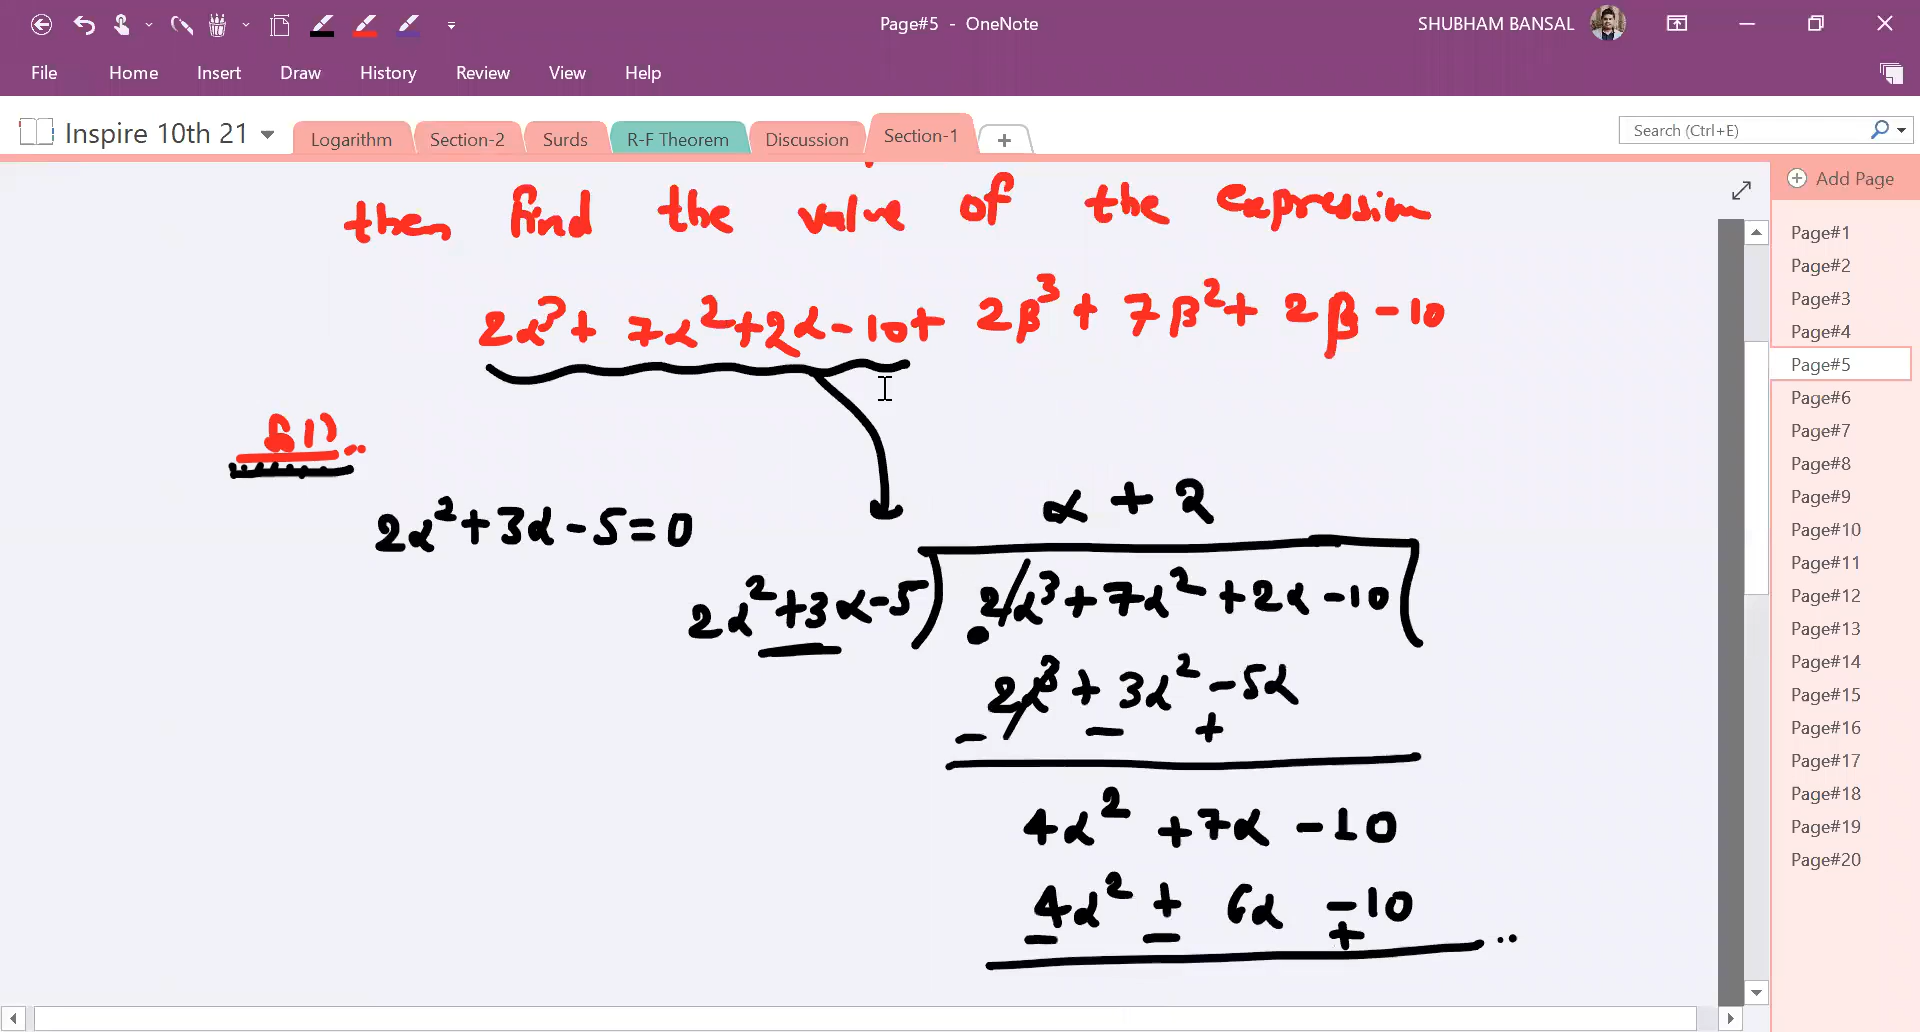 Page#5 - OneNote
SHUBHAM BANSAL
File Home Insert Draw History Review View Help
Inspire 10th 21
Logarithm Section-2 Surds R-F Theorem Discussion Section-1
Search (Ctrl+E)
Add Page
Page#1
Page#2
Page#3
Page#4
Page#5
Page#6
Page#7
Page#8
Page#9
Page#10
Page#11
Page#12
Page#13
Page#14
Page#15
Page#16
Page#17
Page#18
Page#19
Page#20
then find the value of the expression
2α³ + 7α² + 2α - 10 + 2β³ + 7β² + 2β - 10
2α² + 3α - 5 = 0
α + 2
2α² + 3α - 5 ) 2α³ + 7α² + 2α - 10 (
2α³ + 3α² - 5α
- - +
4α² + 7α - 10
4α² + 6α - 10
- - +